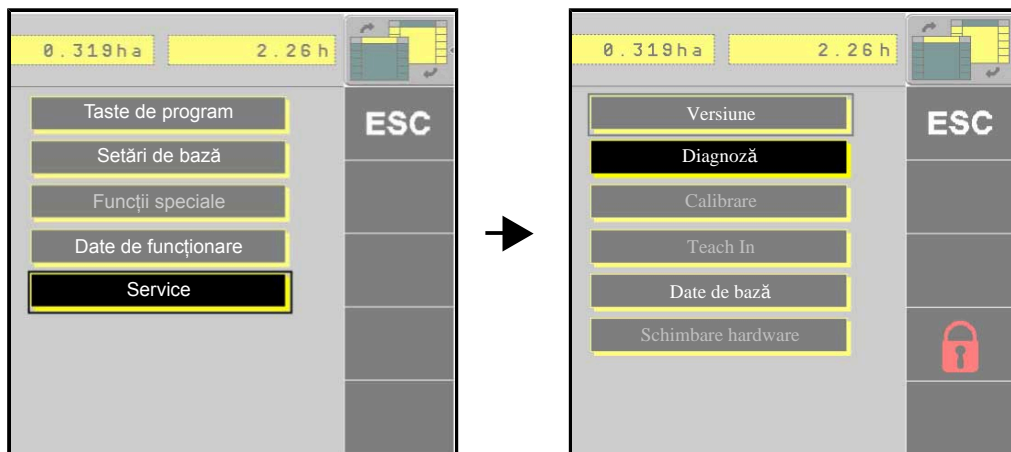 0.319ha 2.26h
Taste de program
ESC
Setări de bază
Funcții speciale
Date de funcționare
Service
0.319ha 2.26h
Versiune
ESC
Diagnoză
Calibrare
Teach In
Date de bază
Schimbare hardware